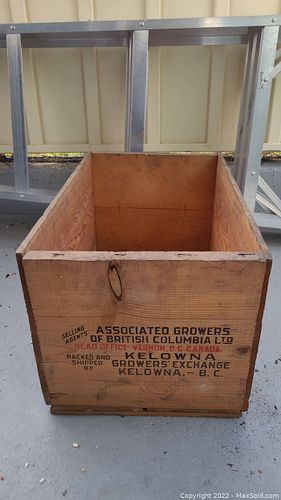 SELLING
AGENTS
ASSOCIATED GROWERS
OF BRITISH COLUMBIA LTD
HEAD OFFICE, VERNON, B.C. CANADA
PACKED AND
SHIPPED
BY
KELOWNA
GROWERS' EXCHANGE
KELOWNA, - B. C.
Copyright © 2022 - MaxSold.com